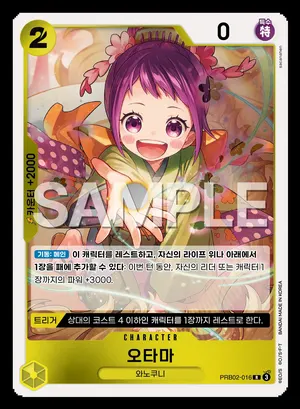 2
0
특수
特
SAMPLE
카운터 +2000
기동: 메인 이 캐릭터를 레스트하고, 자신의 라이프 위나 아래에서
1장을 패에 추가할 수 있다: 이번 턴 동안, 자신의 리더 또는 캐릭터 1
장까지의 파워 +3000.
트리거 상대의 코스트 4 이하인 캐릭터를 1장까지 레스트로 한다.
CHARACTER
오타마
와노쿠니
PRB02-016 R 3